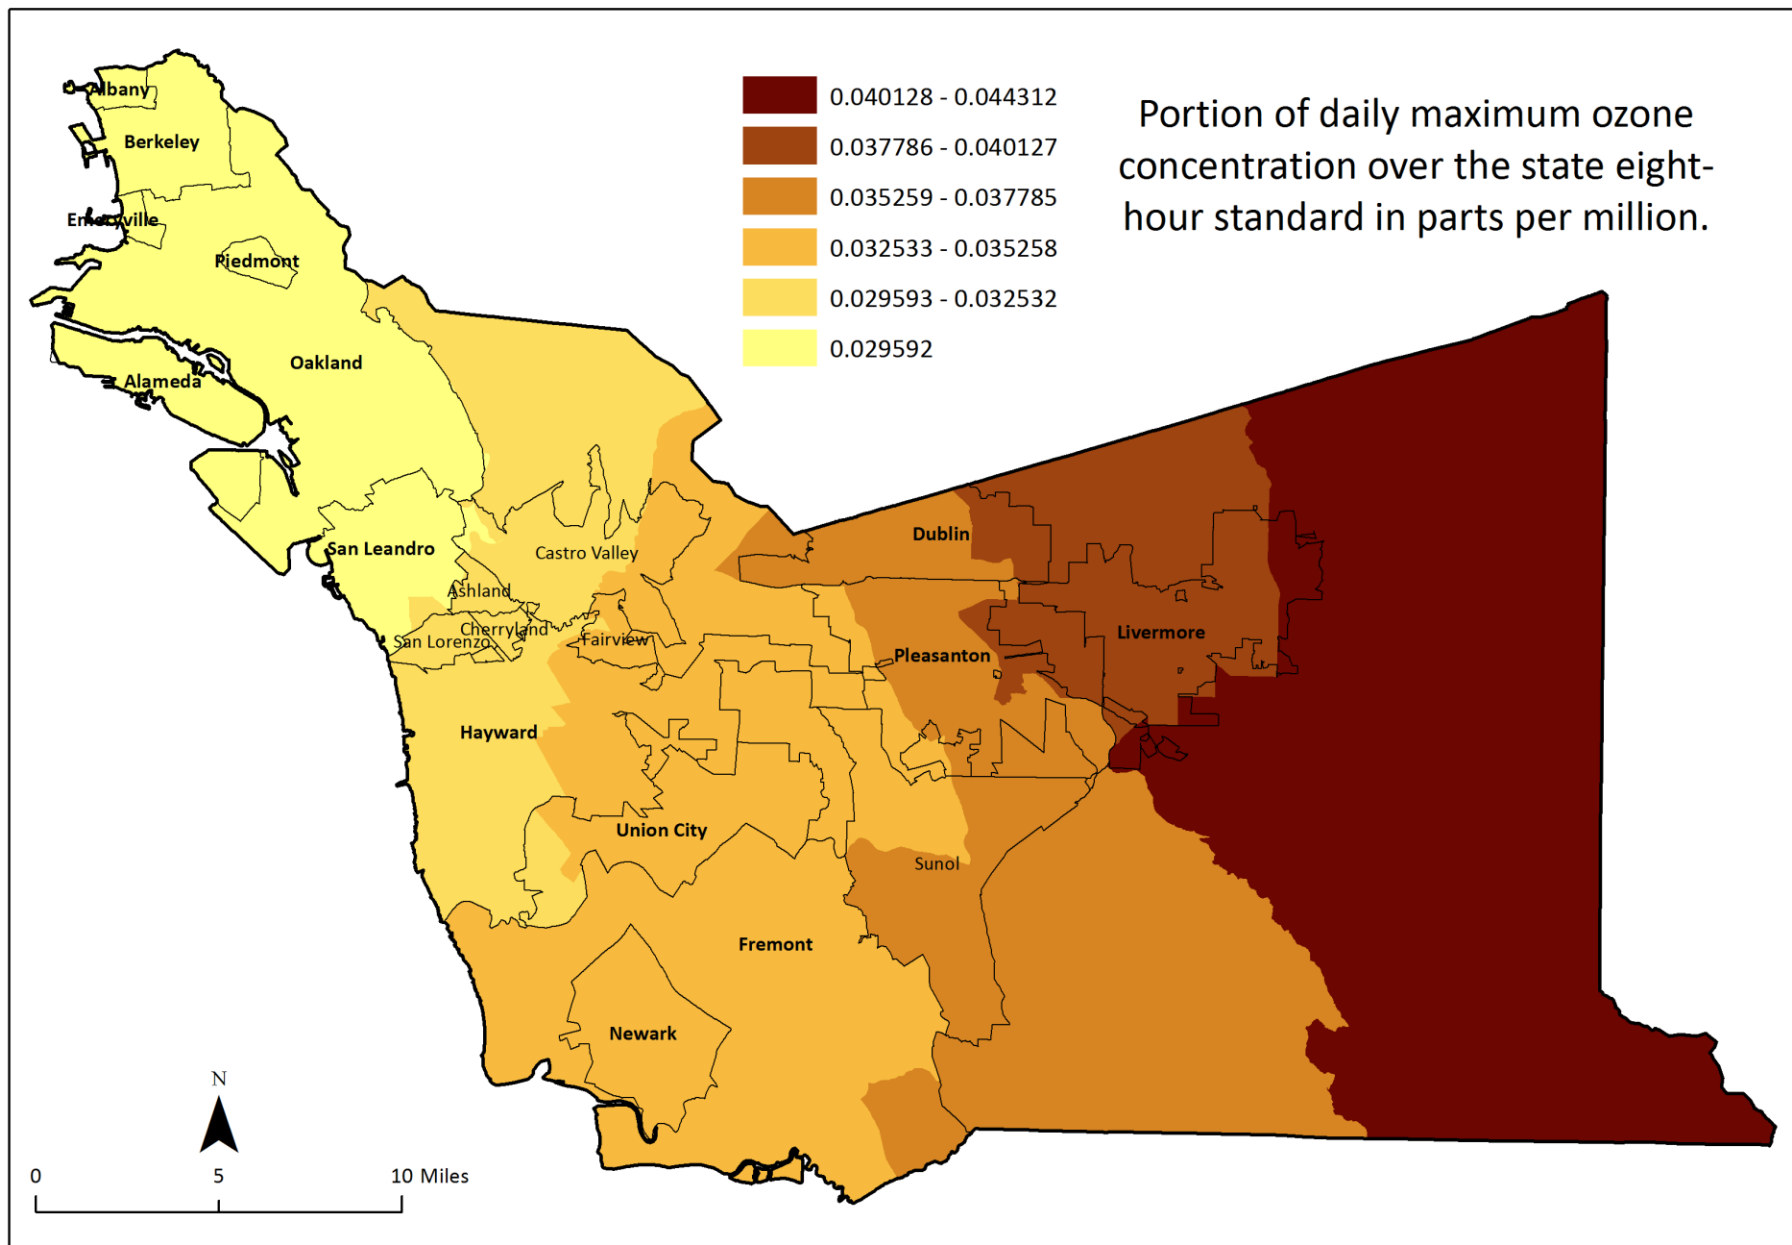 0.040128 - 0.044312
0.037786 - 0.040127
0.035259 - 0.037785
0.032533 - 0.035258
0.029593 - 0.032532
0.029592
Portion of daily maximum ozone
concentration over the state eight-
hour standard in parts per million.
Albany
Berkeley
Emeryville
Piedmont
Oakland
Alameda
San Leandro
Castro Valley
Dublin
Ashland
Cherryland
San Lorenzo
Fairview
Livermore
Pleasanton
Hayward
Union City
Sunol
Fremont
Newark
N
0 5 10 Miles